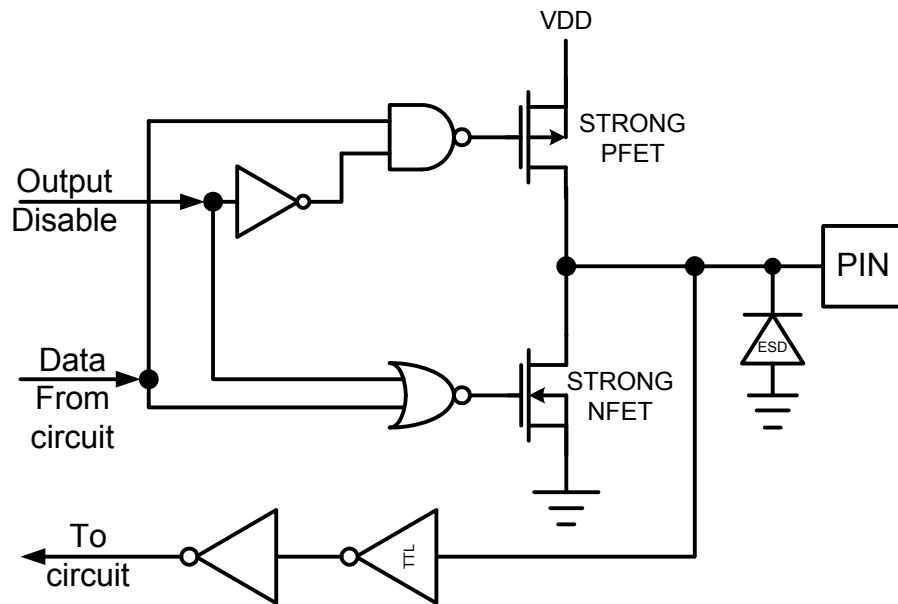 VDD
STRONG
PFET
Output
Disable
PIN
ESD
Data
From
circuit
STRONG
NFET
To
circuit
TTL